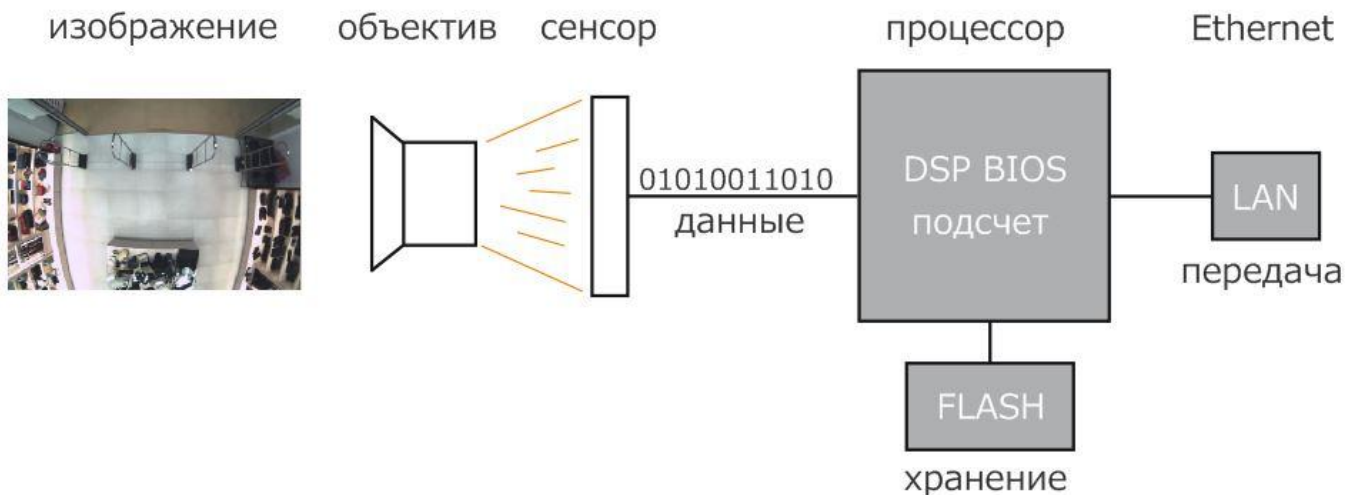 изображение
объектив
сенсор
процессор
Ethernet
01010011010
данные
DSP BIOS
подсчет
LAN
передача
FLASH
хранение